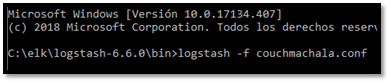 Microsoft Windows [Versión 10.0.17134.407]
(c) 2018 Microsoft Corporation. Todos los derechos reser
C:\elk\logstash-6.6.0\bin>logstash -f couchmachala.conf